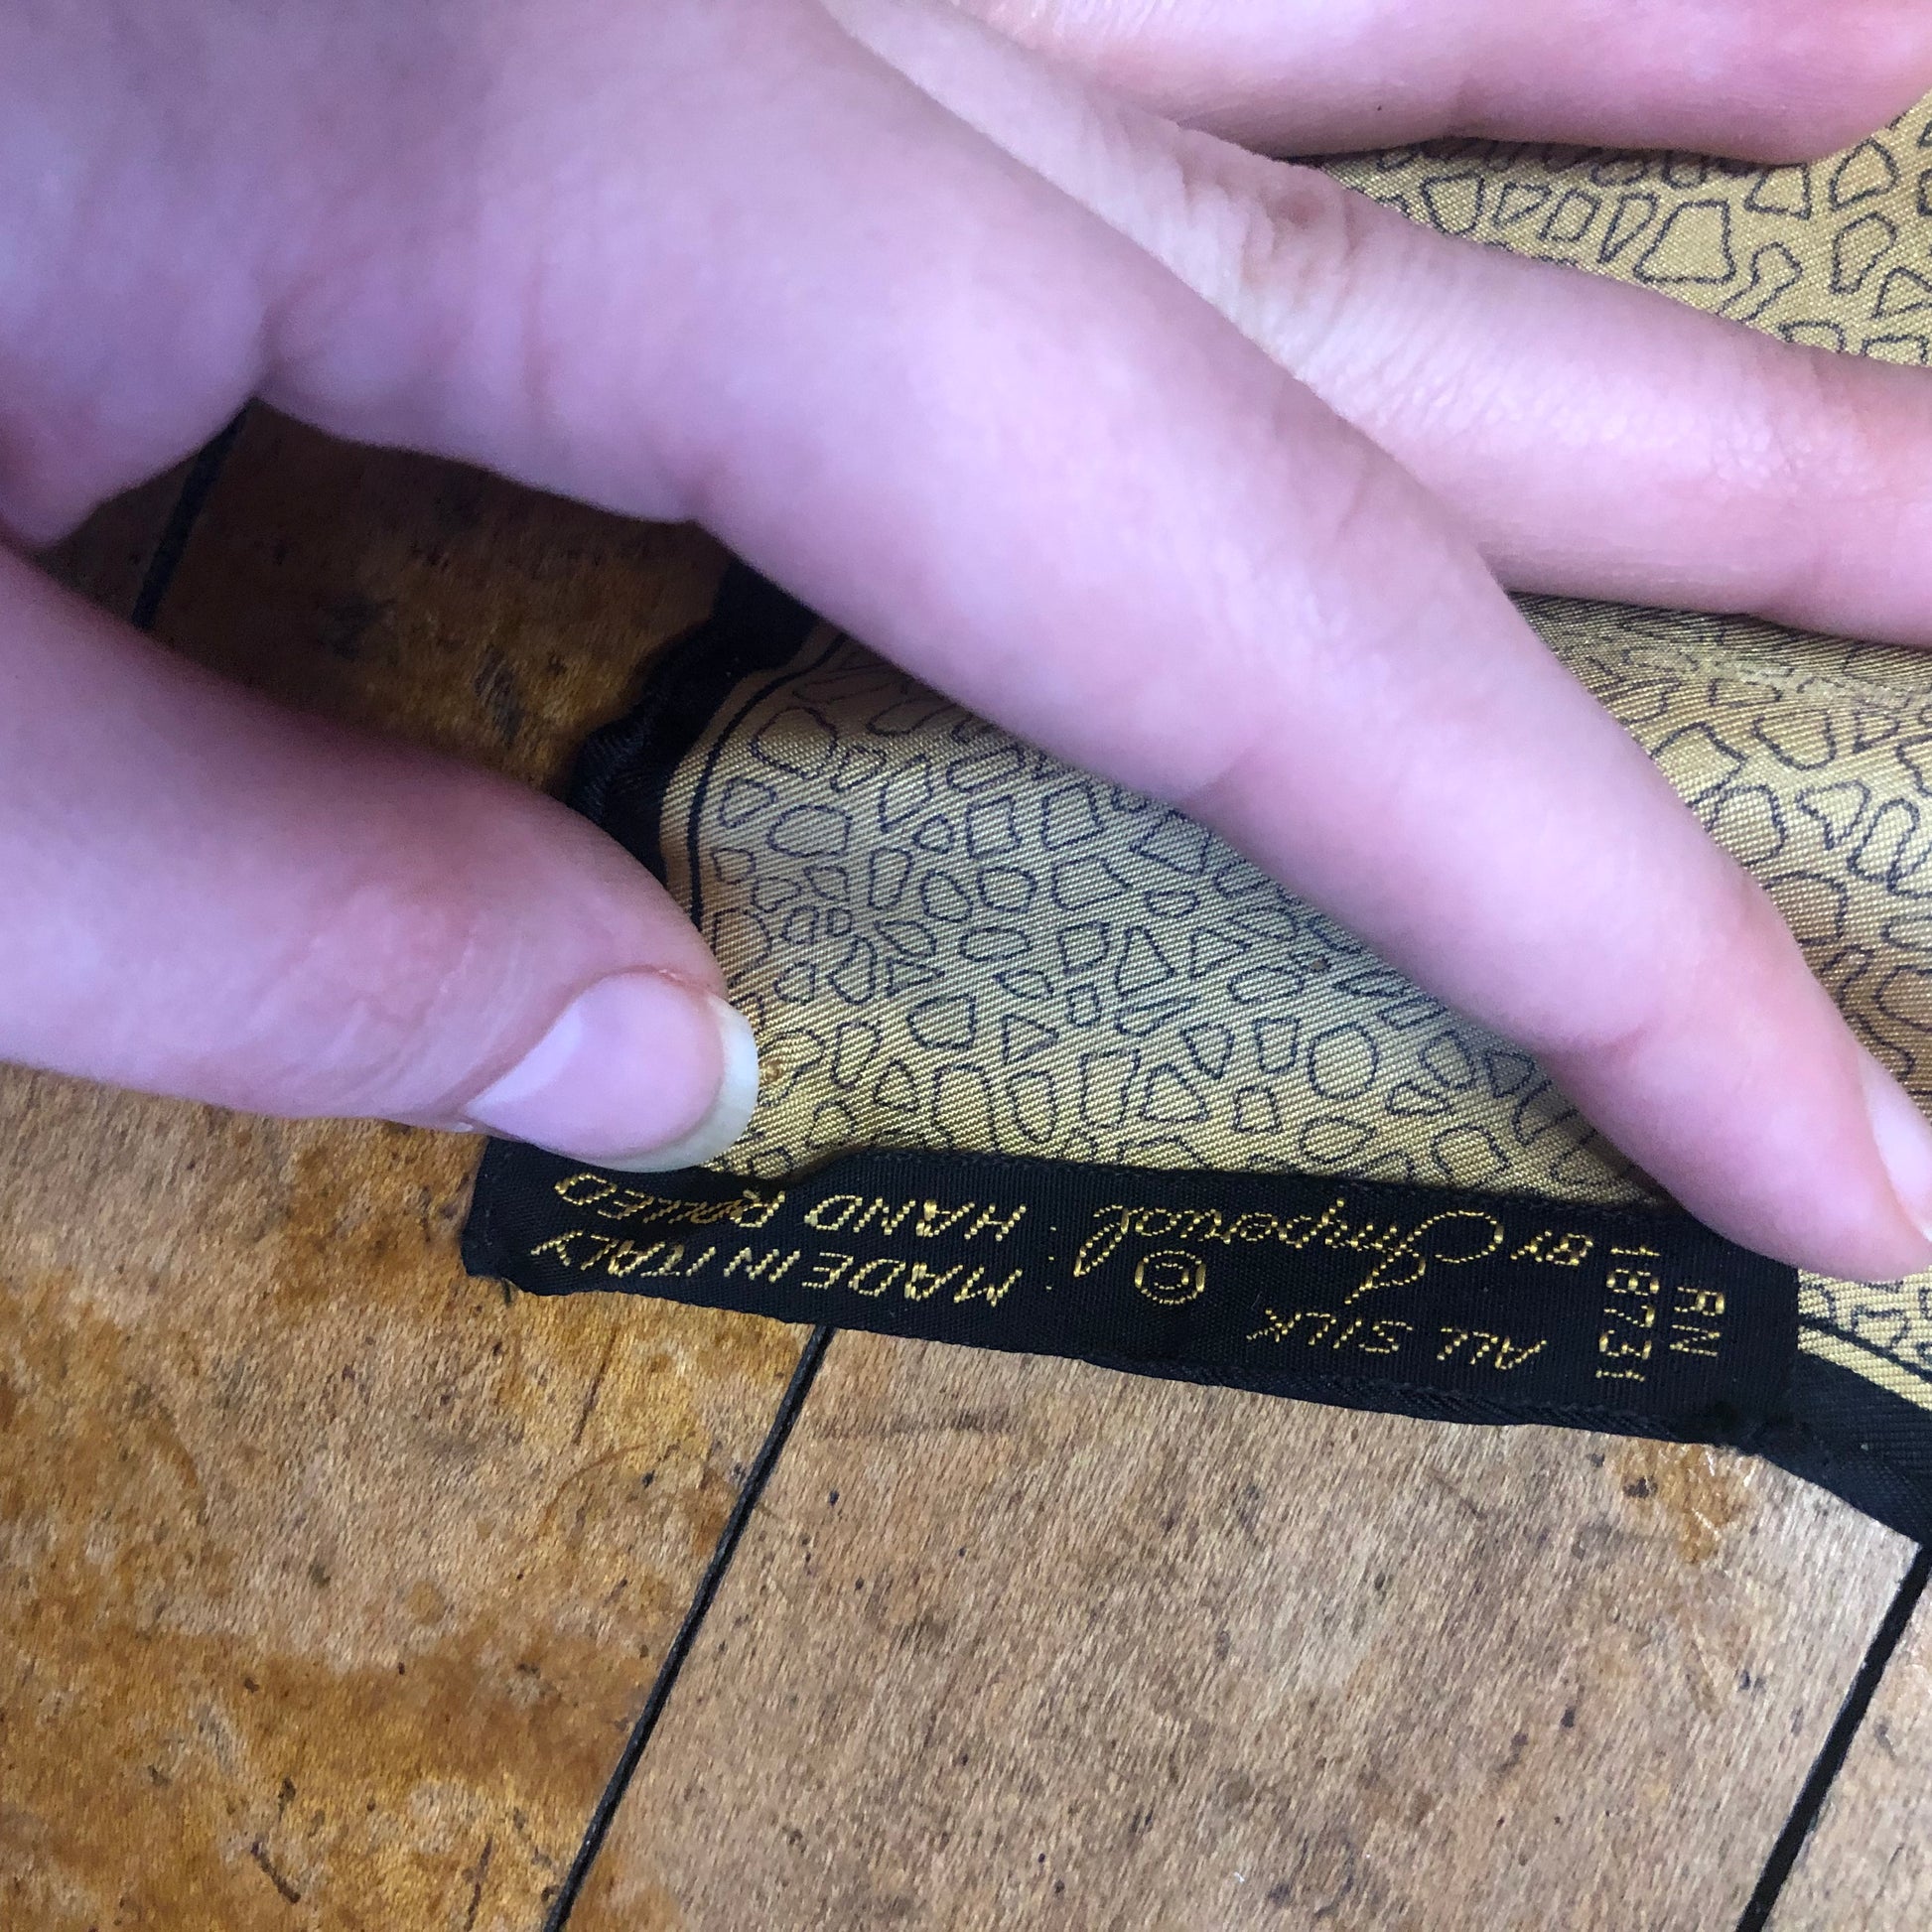 RN
18731
ALL SILK
BY Imperial ©
HAND ROLLED
MADE IN ITALY